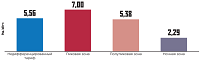 5,56
7,00
5,38
2,29
Недифференцированный тариф
Пиковая зона
Полупиковая зона
Ночная зона